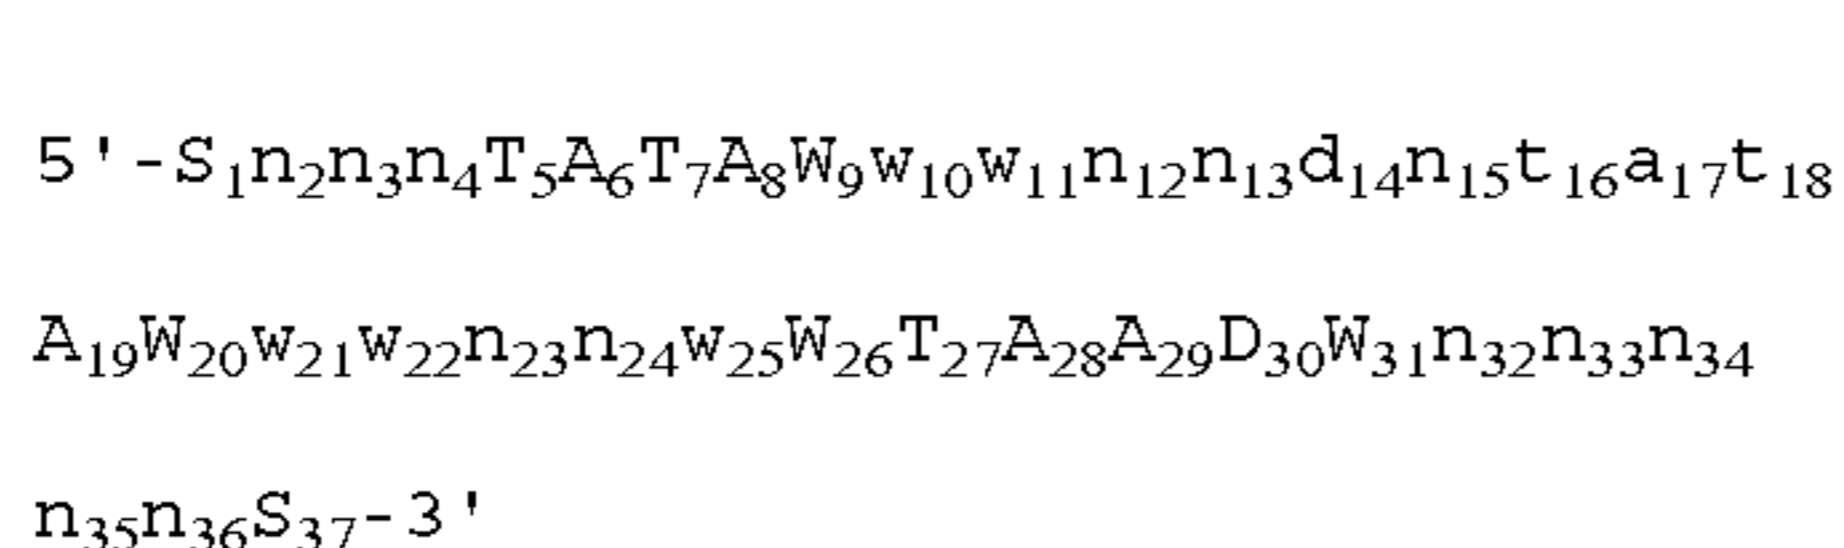 5'-S₁n₂n₃n₄T₅A₆T₇A₈W₉w₁₀w₁₁n₁₂n₁₃d₁₄n₁₅t₁₆a₁₇t₁₈
A₁₉W₂₀w₂₁w₂₂n₂₃n₂₄w₂₅W₂₆T₂₇A₂₈A₂₉D₃₀W₃₁n₃₂n₃₃n₃₄
n₃₅n₃₆S₃₇-3'